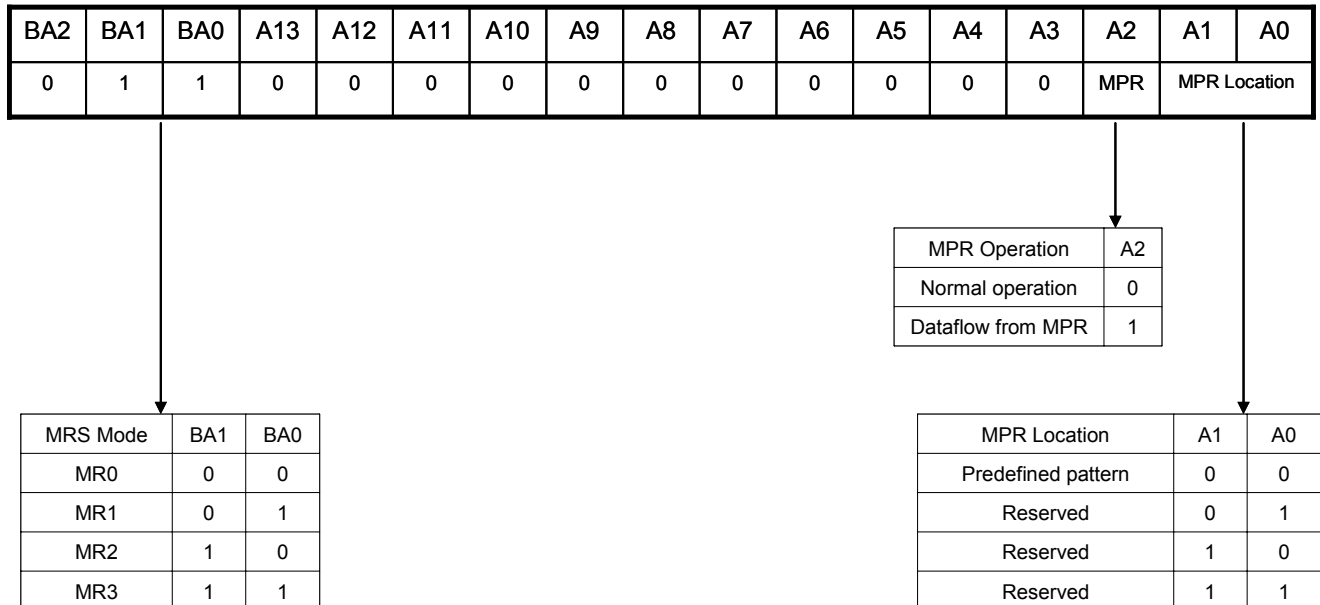 BA2 BA1 BA0 A13 A12 A11 A10 A9 A8 A7 A6 A5 A4 A3 A2 A1 A0
0 1 1 0 0 0 0 0 0 0 0 0 0 0 MPR MPR Location
MPR Operation A2
Normal operation 0
Dataflow from MPR 1
MRS Mode BA1 BA0
MR0 0 0
MR1 0 1
MR2 1 0
MR3 1 1
MPR Location A1 A0
Predefined pattern 0 0
Reserved 0 1
Reserved 1 0
Reserved 1 1